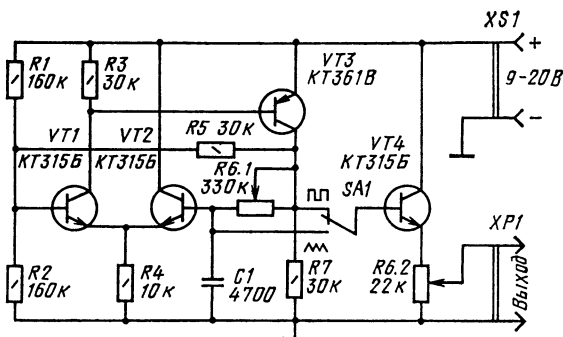 XS1
R1
160к
R3
30к
VT3
КТ361В
+
9-20В
−
R5 30к
VT1
КТ315Б
VT2
КТ315Б
VT4
КТ315Б
R6.1
330к
SA1
XP1
R2
160к
R4
10к
C1
4700
R7
30к
R6.2
22к
Выход